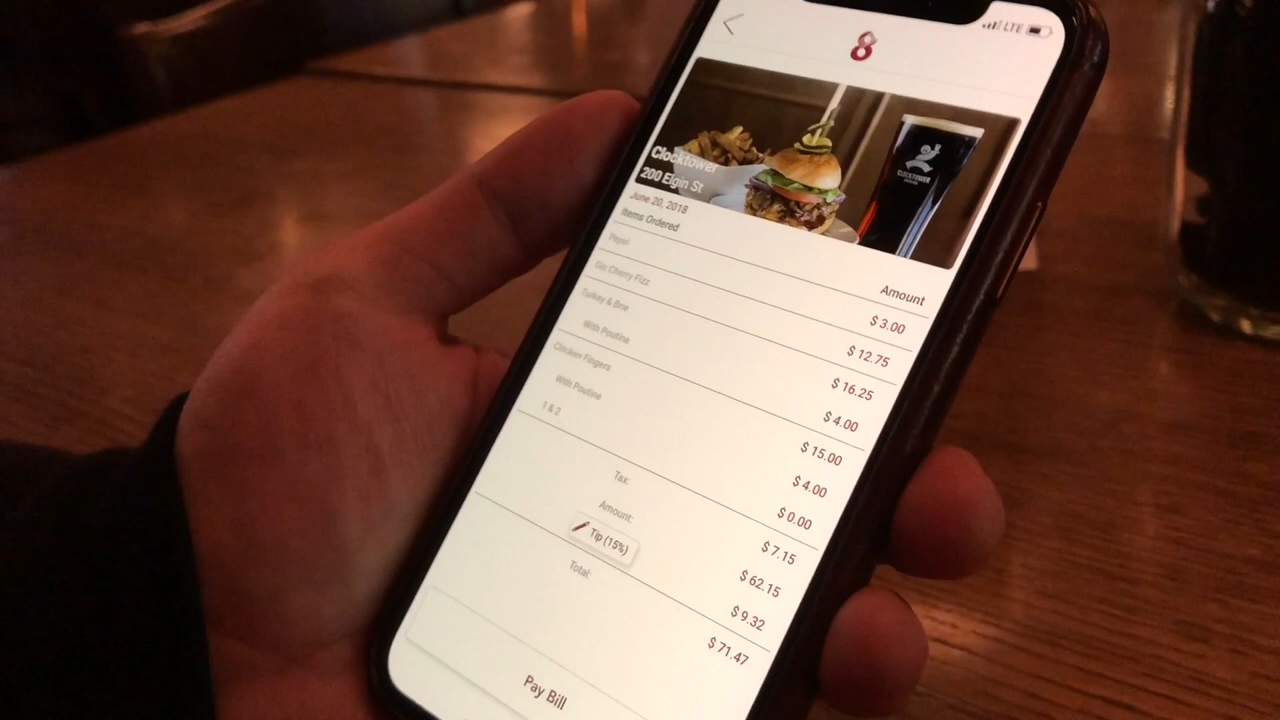 LTE
8
Clocktower
200 Elgin St
CLOCKTOWER
June 20, 2018
Items Ordered Amount
Pepsi $ 3.00
Gin Cherry Fizz $ 12.75
Turkey & Brie $ 16.25
With Poutine $ 4.00
Chicken Fingers $ 15.00
With Poutine $ 4.00
1 & 2 $ 0.00
Tax: $ 7.15
Amount: $ 62.15
Tip (15%) $ 9.32
Total: $ 71.47
Pay Bill